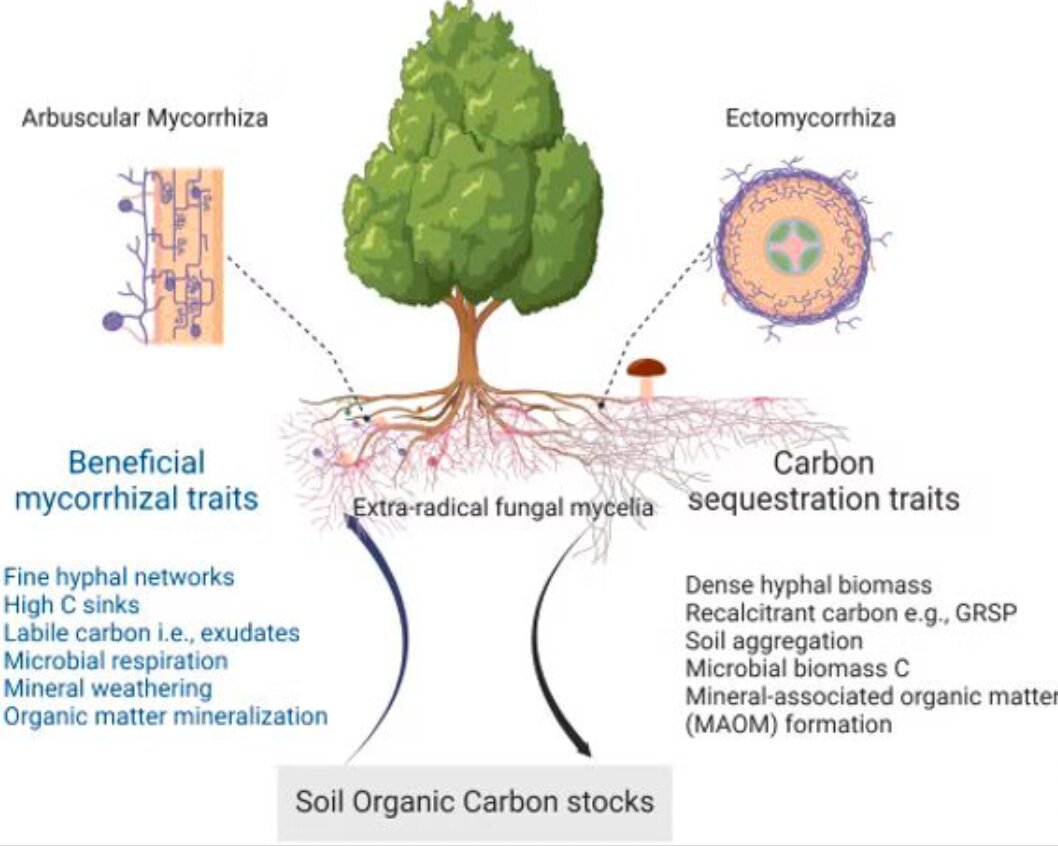 Arbuscular Mycorrhiza
Ectomycorrhiza
Beneficial
mycorrhizal traits
Extra-radical fungal mycelia
Carbon
sequestration traits
Fine hyphal networks
High C sinks
Labile carbon i.e., exudates
Microbial respiration
Mineral weathering
Organic matter mineralization
Dense hyphal biomass
Recalcitrant carbon e.g., GRSP
Soil aggregation
Microbial biomass C
Mineral-associated organic matter
(MAOM) formation
Soil Organic Carbon stocks